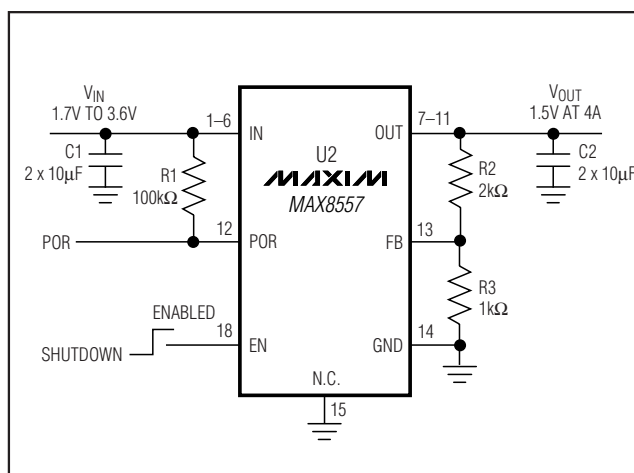 VIN
1.7V TO 3.6V
1–6
IN
C1
2 x 10µF
R1
100kΩ
POR
12
POR
ENABLED
SHUTDOWN
18
EN
U2
MAXIM
MAX8557
N.C.
15
OUT
7–11
VOUT
1.5V AT 4A
R2
2kΩ
C2
2 x 10µF
FB
13
R3
1kΩ
GND
14